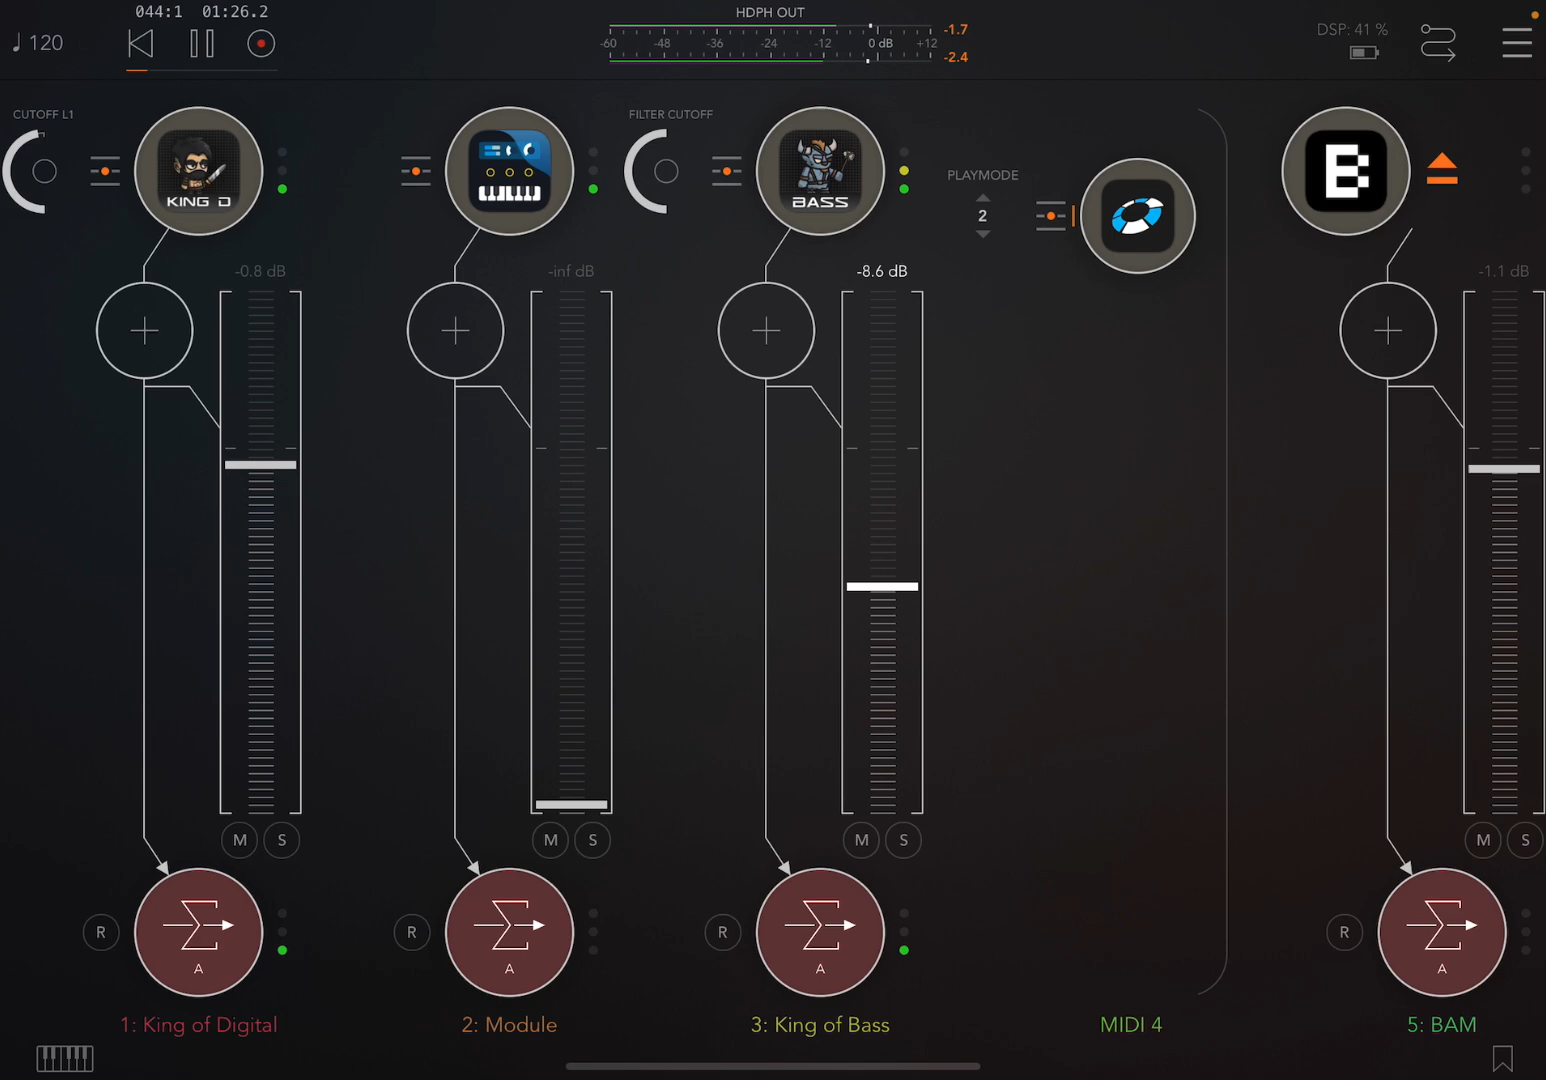 044:1 01:26.2
♩ 120
HDPH OUT
-60 -48 -36 -24 -12 0 dB +12
-1.7
-2.4
DSP: 41 %
CUTOFF L1
KING D
FILTER CUTOFF
BASS
PLAYMODE
2
B
-0.8 dB
-inf dB
-8.6 dB
-1.1 dB
M S
M S
M S
M S
R
A
R
A
R
A
R
A
1: King of Digital
2: Module
3: King of Bass
MIDI 4
5: BAM